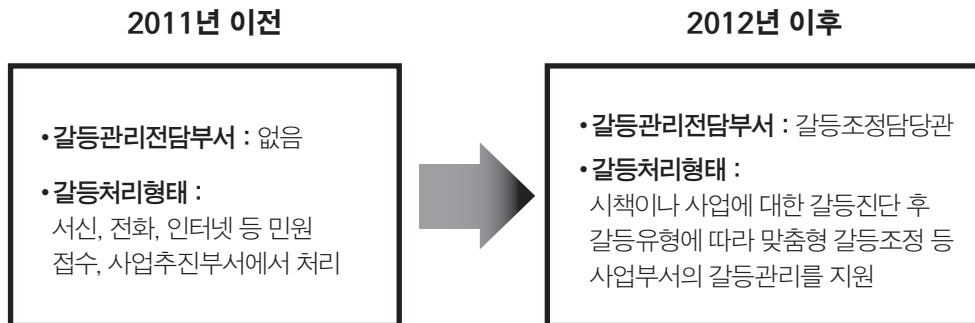 2011년 이전
• 갈등관리전담부서 : 없음
• 갈등처리형태 :
서신, 전화, 인터넷 등 민원
접수, 사업추진부서에서 처리
2012년 이후
• 갈등관리전담부서 : 갈등조정담당관
• 갈등처리형태 :
시책이나 사업에 대한 갈등진단 후
갈등유형에 따라 맞춤형 갈등조정 등
사업부서의 갈등관리를 지원